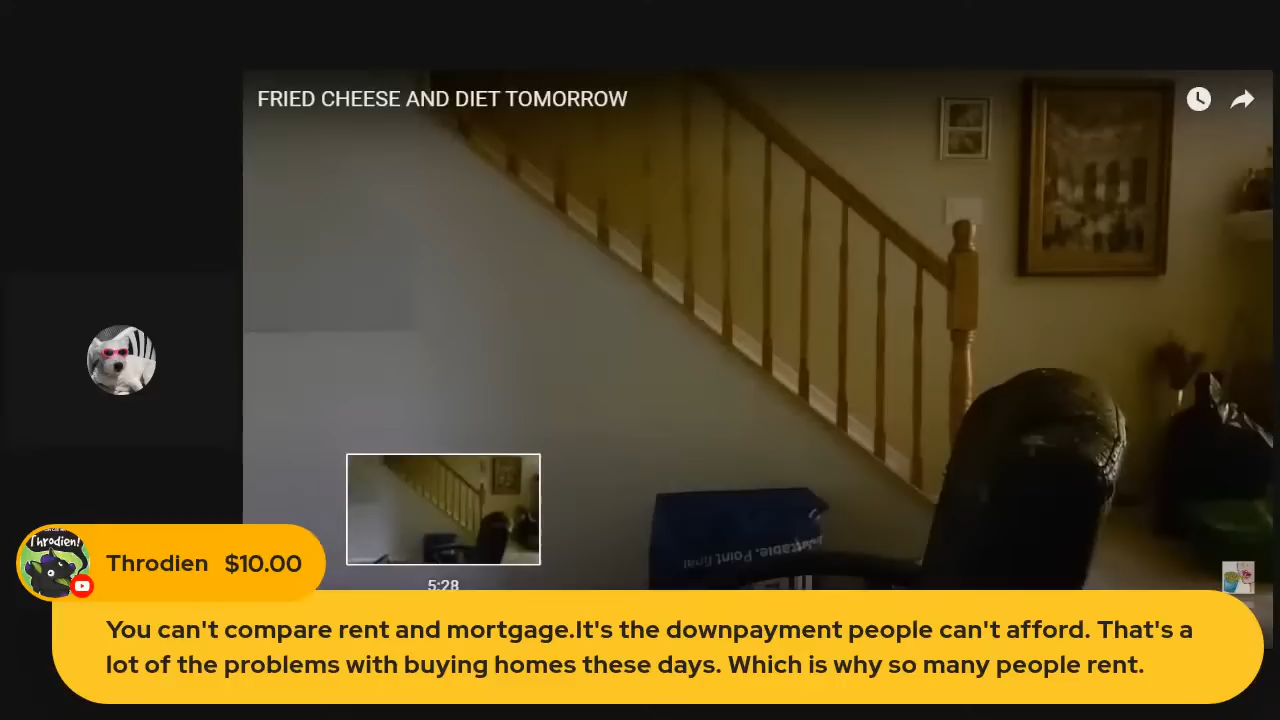 FRIED CHEESE AND DIET TOMORROW
5:28
Throdien!
Throdien $10.00
You can't compare rent and mortgage.It's the downpayment people can't afford. That's a
lot of the problems with buying homes these days. Which is why so many people rent.